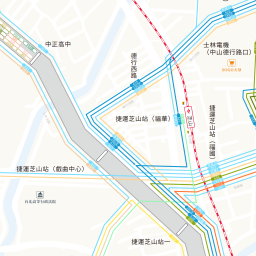 中正高中
德行西路
士林電機
（中山德行路口）
捷運芝山站（福華）
捷運芝山站（福國）
捷運芝山站（戲曲中心）
捷運芝山站一